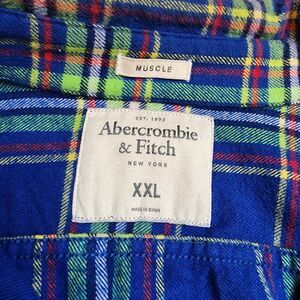 MUSCLE
EST. 1892
Abercrombie
& Fitch
NEW YORK
XXL
MADE IN CHINA